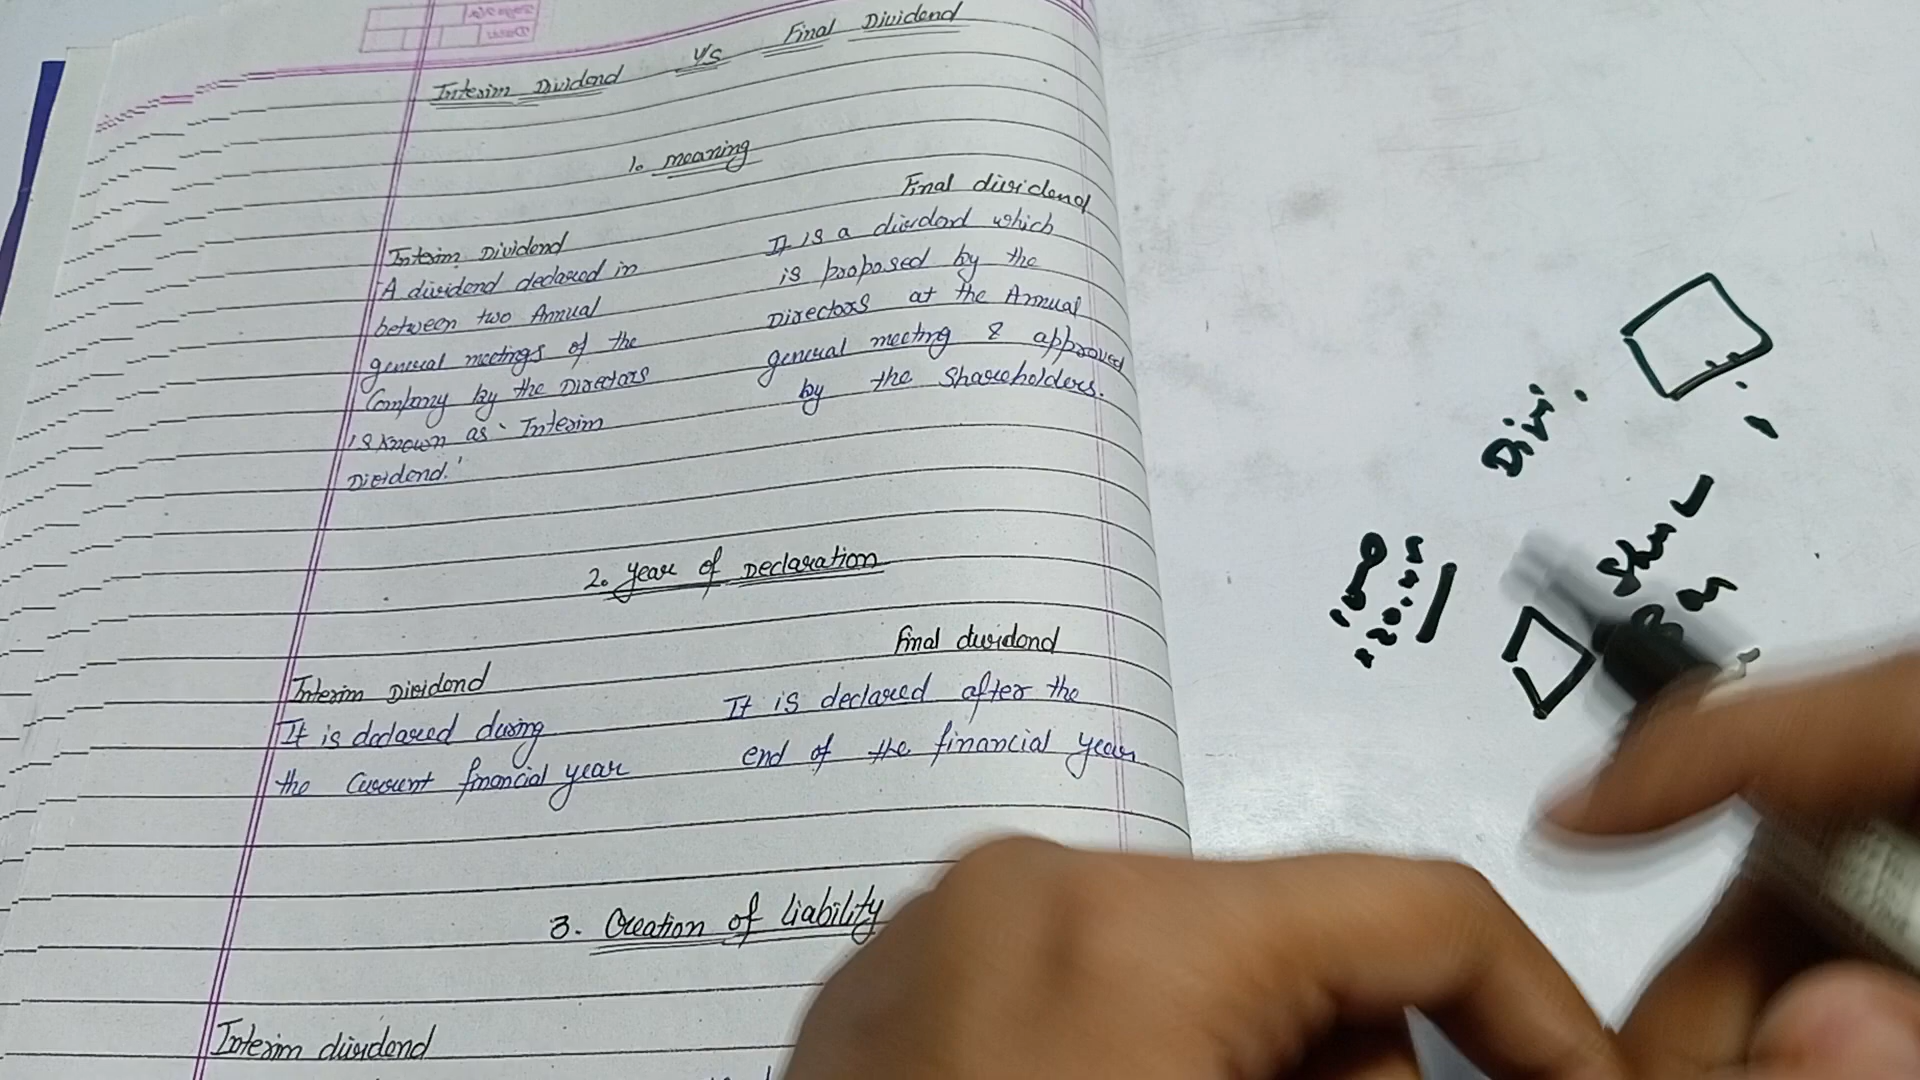 Interim Dividend V/S Final Dividend
1. meaning
Interim Dividend
A dividend declared in
between two Annual
general meetings of the
Company by the Directors
is known as 'Interim
Dividend.'
Final dividend
It is a dividend which
is proposed by the
Directors at the Annual
general meeting & approved
by the Shareholders.
2. year of Declaration
Interim Dividend
It is declared during
the Current financial year
Final dividend
It is declared after the
end of the financial year
3. Creation of liability
Interim dividend
Divi.